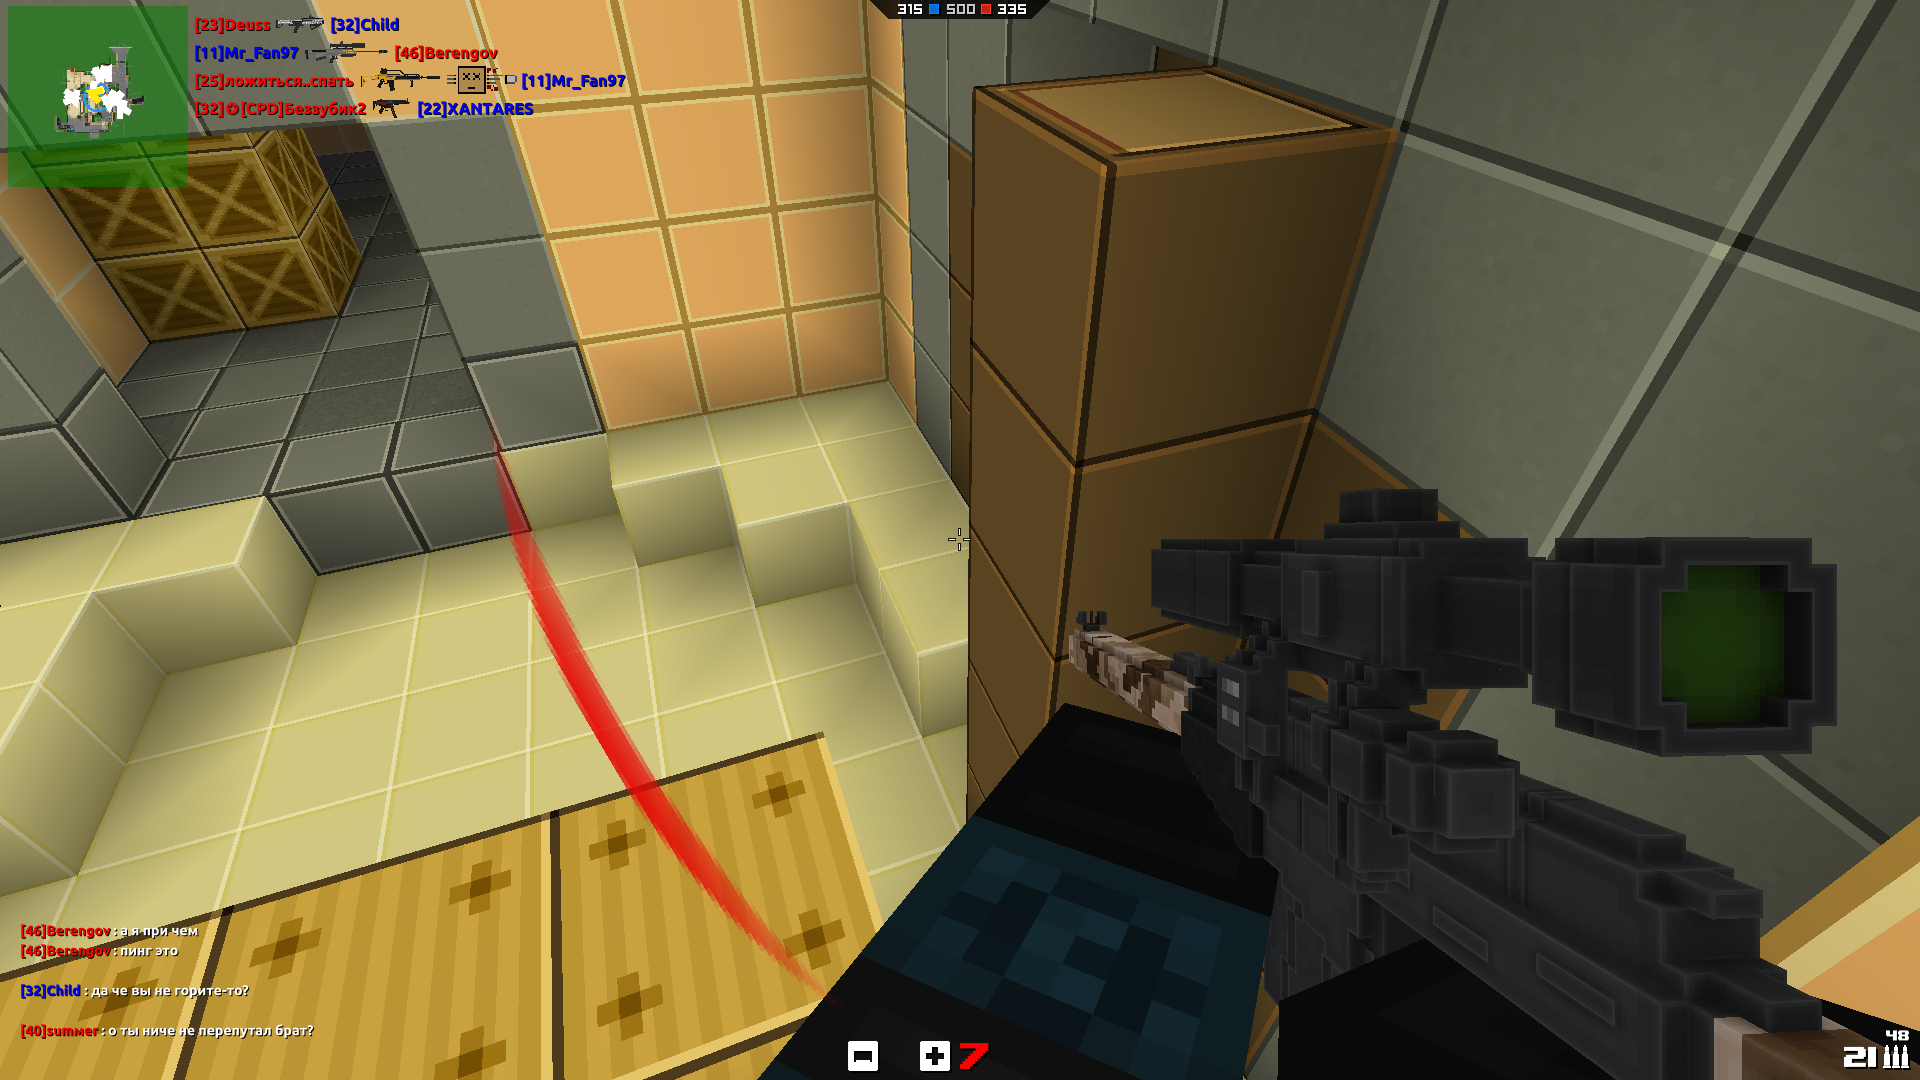 315 500 335
[23]Deuss [32]Child
[11]Mr_Fan97 [46]Berengov
[25]ложиться..спать [11]Mr_Fan97
[32]✪[CPD]Беззубик2 [22]XANTARES
[46]Berengov : а я при чем
[46]Berengov : пинг это
[32]Child : да че вы не горите-то?
[40]summer : о ты ниче не перепутал брат?
7
48
21